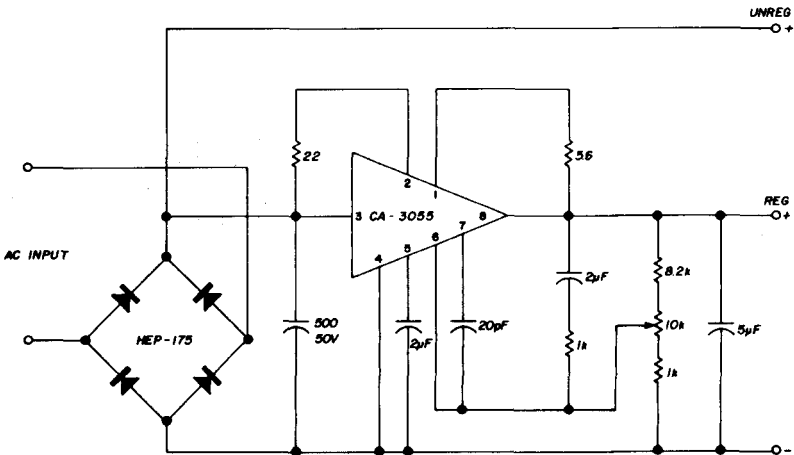 UNREG
+
22
5.6
2
1
3 CA-3055 8
REG
+
4
5
6
7
AC INPUT
2µF
8.2k
HEP-175
500
50V
2µF
20pF
10k
5µF
1k
1k
-